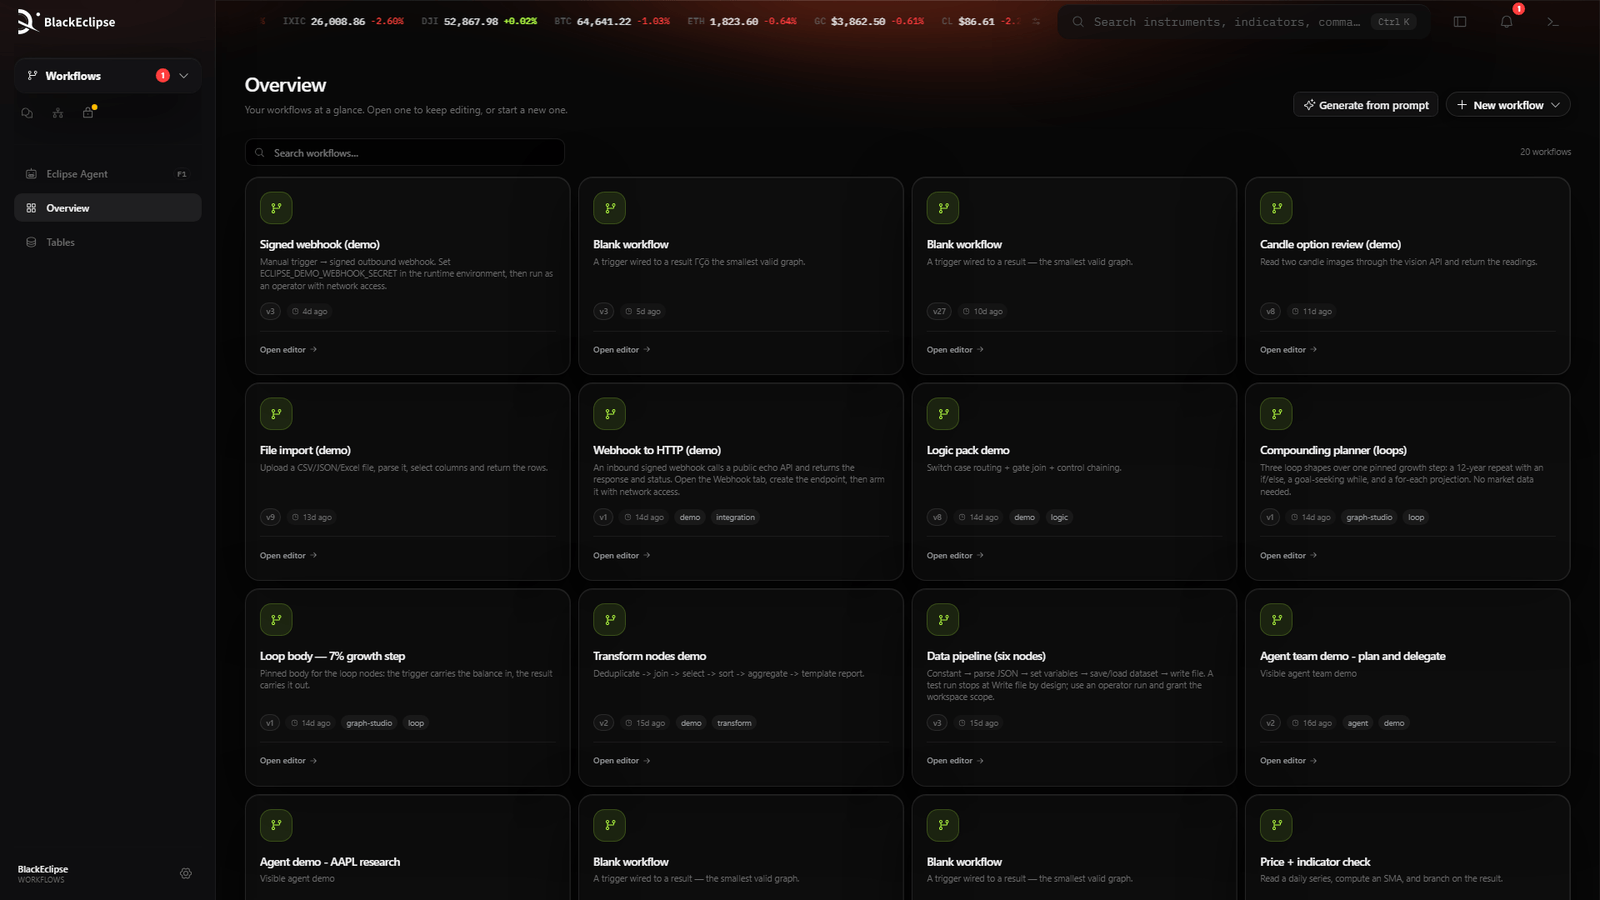 BlackEclipse
IXIC 26,008.86 -2.60% DJI 52,867.98 +0.02% BTC 64,641.22 -1.03% ETH 1,823.60 -0.64% GC $3,862.50 -0.61% CL $86.61 -2.
Search instruments, indicators, comma… Ctrl K
1
Workflows 1
Eclipse Agent F1
Overview
Tables
BlackEclipse
WORKFLOWS
Overview
Your workflows at a glance. Open one to keep editing, or start a new one.
Generate from prompt
New workflow
Search workflows...
20 workflows
Signed webhook (demo)
Manual trigger → signed outbound webhook. Set
ECLIPSE_DEMO_WEBHOOK_SECRET in the runtime environment, then run as
an operator with network access.
v3 4d ago
Open editor →
Blank workflow
A trigger wired to a result ΓÇö the smallest valid graph.
v3 5d ago
Open editor →
Blank workflow
A trigger wired to a result — the smallest valid graph.
v27 10d ago
Open editor →
Candle option review (demo)
Read two candle images through the vision API and return the readings.
v8 11d ago
Open editor →
File import (demo)
Upload a CSV/JSON/Excel file, parse it, select columns and return the rows.
v9 13d ago
Open editor →
Webhook to HTTP (demo)
An inbound signed webhook calls a public echo API and returns the
response and status. Open the Webhook tab, create the endpoint, then arm
it with network access.
v1 14d ago demo integration
Open editor →
Logic pack demo
Switch case routing + gate join + control chaining.
v8 14d ago demo logic
Open editor →
Compounding planner (loops)
Three loop shapes over one pinned growth step: a 12-year repeat with an
if/else, a goal-seeking while, and a for-each projection. No market data
needed.
v1 14d ago graph-studio loop
Open editor →
Loop body — 7% growth step
Pinned body for the loop nodes: the trigger carries the balance in, the result
carries it out.
v1 14d ago graph-studio loop
Open editor →
Transform nodes demo
Deduplicate -> join -> select -> sort -> aggregate -> template report.
v2 15d ago demo transform
Open editor →
Data pipeline (six nodes)
Constant → parse JSON → set variables → save/load dataset → write file. A
test run stops at Write file by design; use an operator run and grant the
workspace scope.
v3 15d ago
Open editor →
Agent team demo - plan and delegate
Visible agent team demo
v2 16d ago agent demo
Open editor →
Agent demo - AAPL research
Visible agent demo
Blank workflow
A trigger wired to a result — the smallest valid graph.
Blank workflow
A trigger wired to a result — the smallest valid graph.
Price + indicator check
Read a daily series, compute an SMA, and branch on the result.